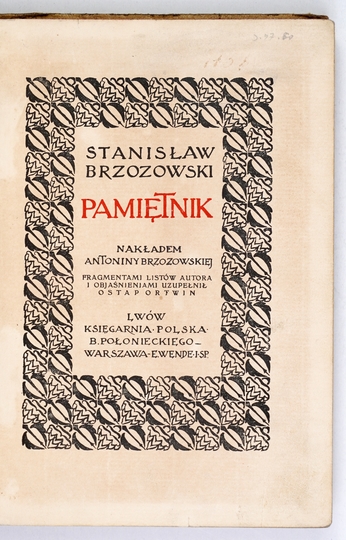 STANISŁAW
BRZOZOWSKI
PAMIĘTNIK
NAKŁADEM
ANTONINY BRZOZOWSKIEJ
FRAGMENTAMI LISTÓW AUTORA
I OBJAŚNIENIAMI UZUPEŁNIŁ
OSTAP ORTWIN
LWÓW
KSIĘGARNIA · POLSKA ·
B. POŁONIECKIEGO –
WARSZAWA – E. WENDE · I · SP.